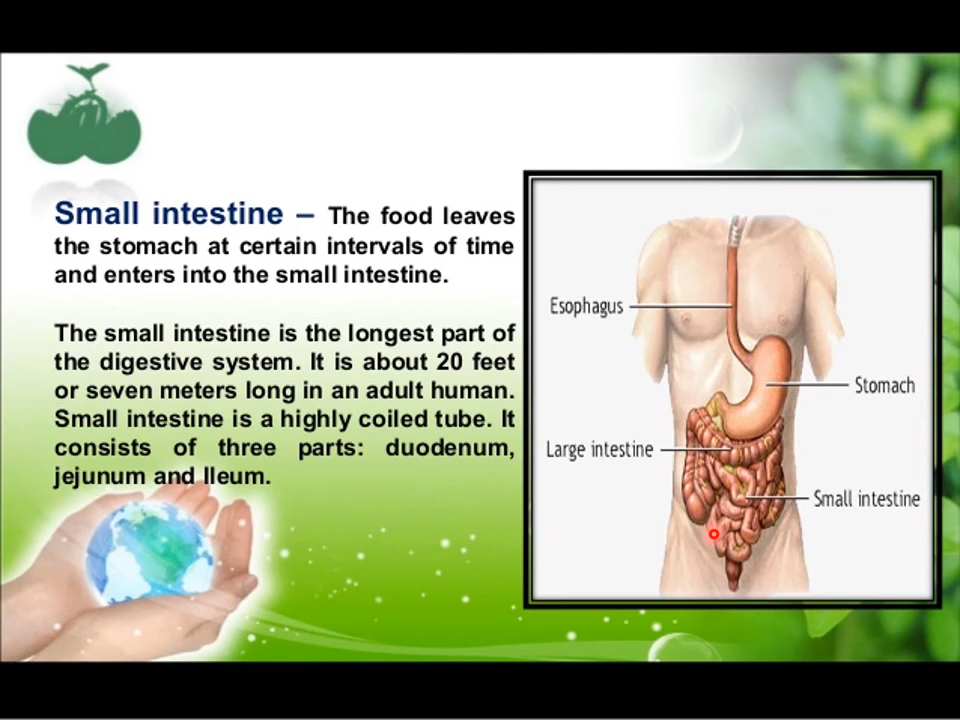 Small intestine – The food leaves
the stomach at certain intervals of time
and enters into the small intestine.
The small intestine is the longest part of
the digestive system. It is about 20 feet
or seven meters long in an adult human.
Small intestine is a highly coiled tube. It
consists of three parts: duodenum,
jejunum and Ileum.
Esophagus
Stomach
Large intestine
Small intestine